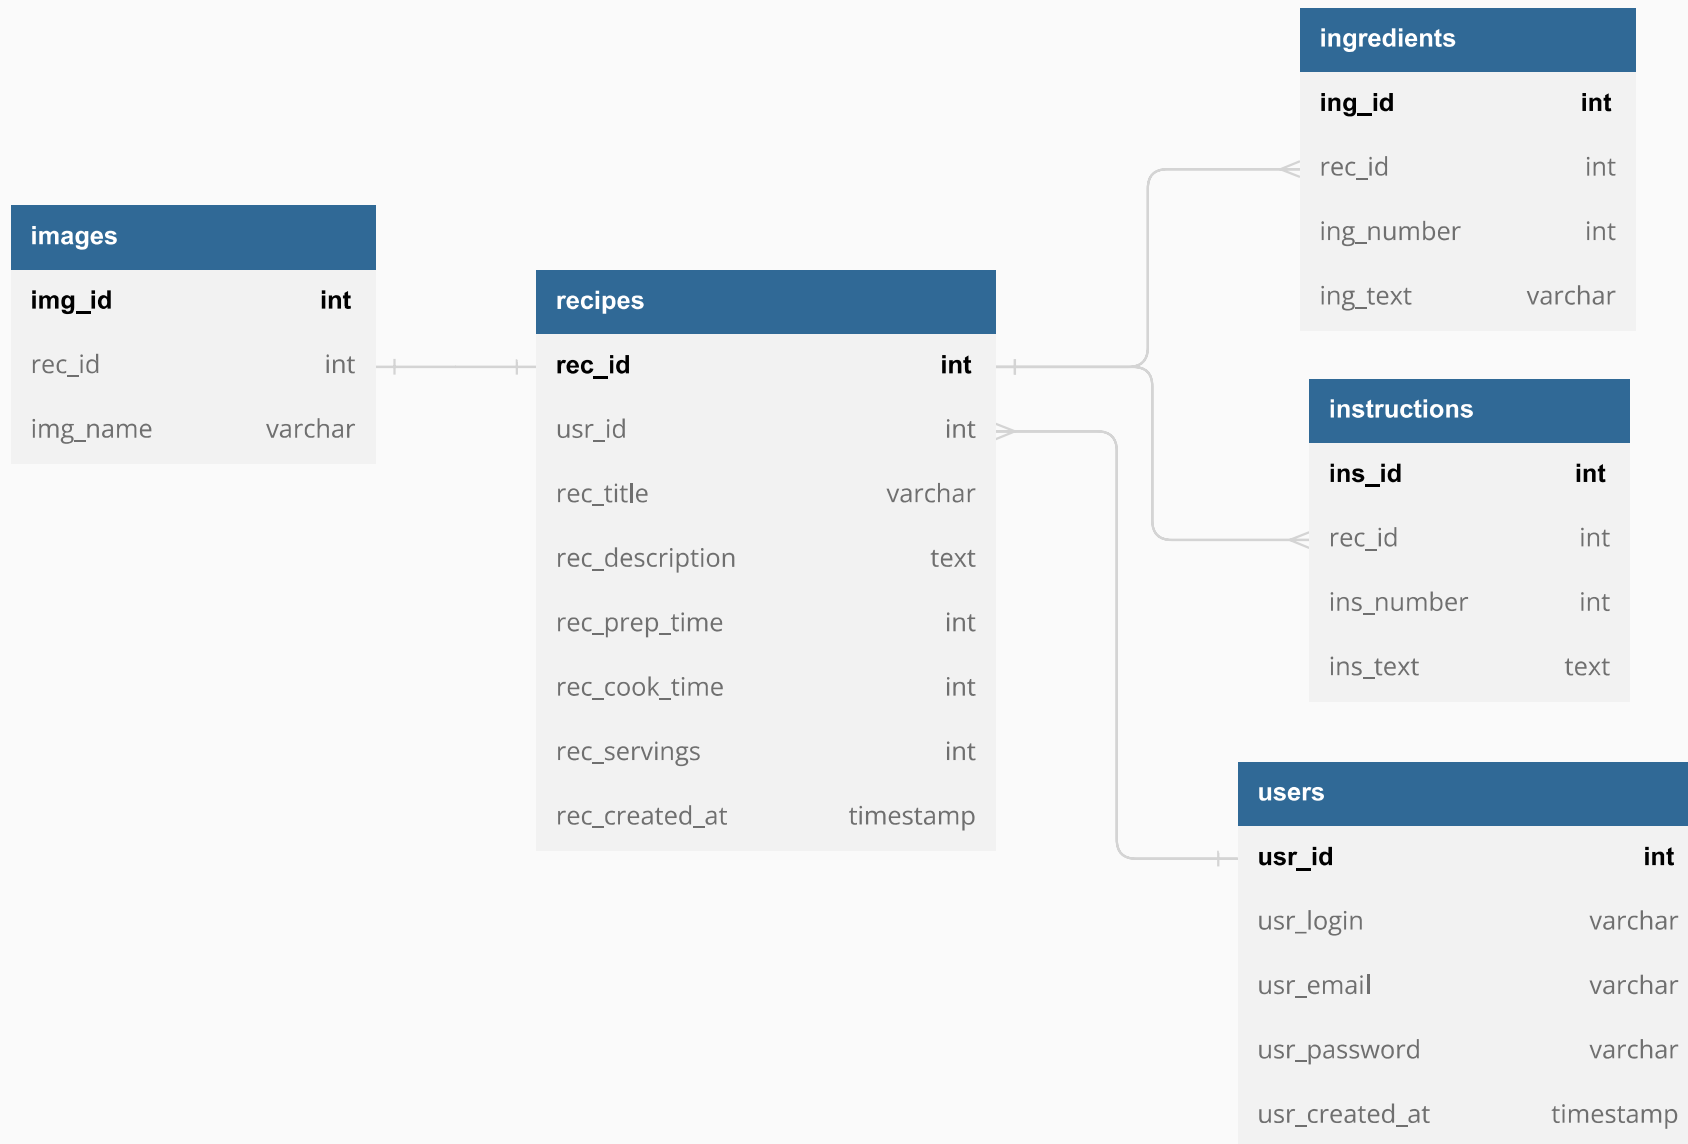 images
img_id int
rec_id int
img_name varchar
recipes
rec_id int
usr_id int
rec_title varchar
rec_description text
rec_prep_time int
rec_cook_time int
rec_servings int
rec_created_at timestamp
ingredients
ing_id int
rec_id int
ing_number int
ing_text varchar
instructions
ins_id int
rec_id int
ins_number int
ins_text text
users
usr_id int
usr_login varchar
usr_email varchar
usr_password varchar
usr_created_at timestamp